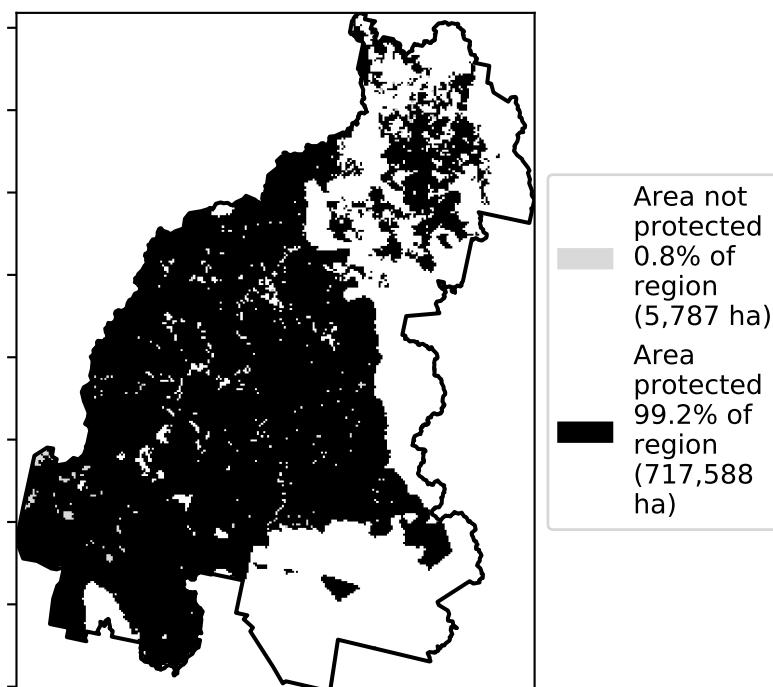 Area not
protected
0.8% of
region
(5,787 ha)
Area
protected
99.2% of
region
(717,588
ha)